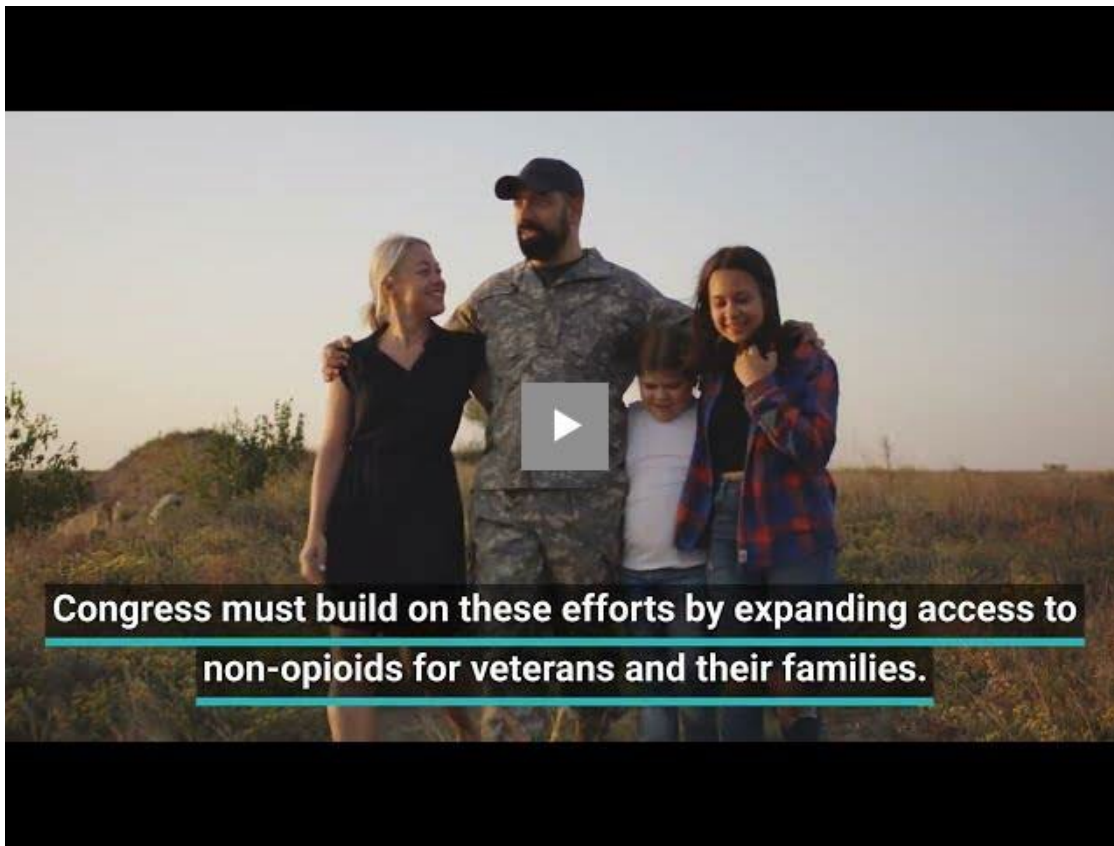 Congress must build on these efforts by expanding access to
non-opioids for veterans and their families.